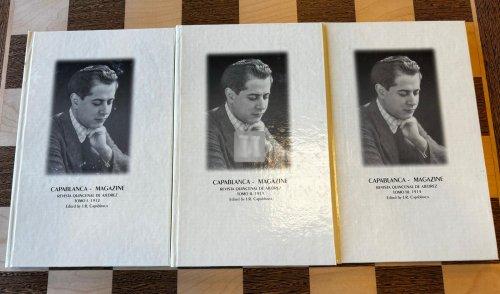 CAPABLANCA - MAGAZINE
REVISTA QUINCENAL DE AJEDREZ
TOMO I. 1912
Edited by J.R. Capablanca
CAPABLANCA - MAGAZINE
REVISTA QUINCENAL DE AJEDREZ
TOMO II. 1913
Edited by J.R. Capablanca
CAPABLANCA - MAGAZINE
REVISTA QUINCENAL DE AJEDREZ
TOMO III. 1914
Edited by J.R. Capablanca